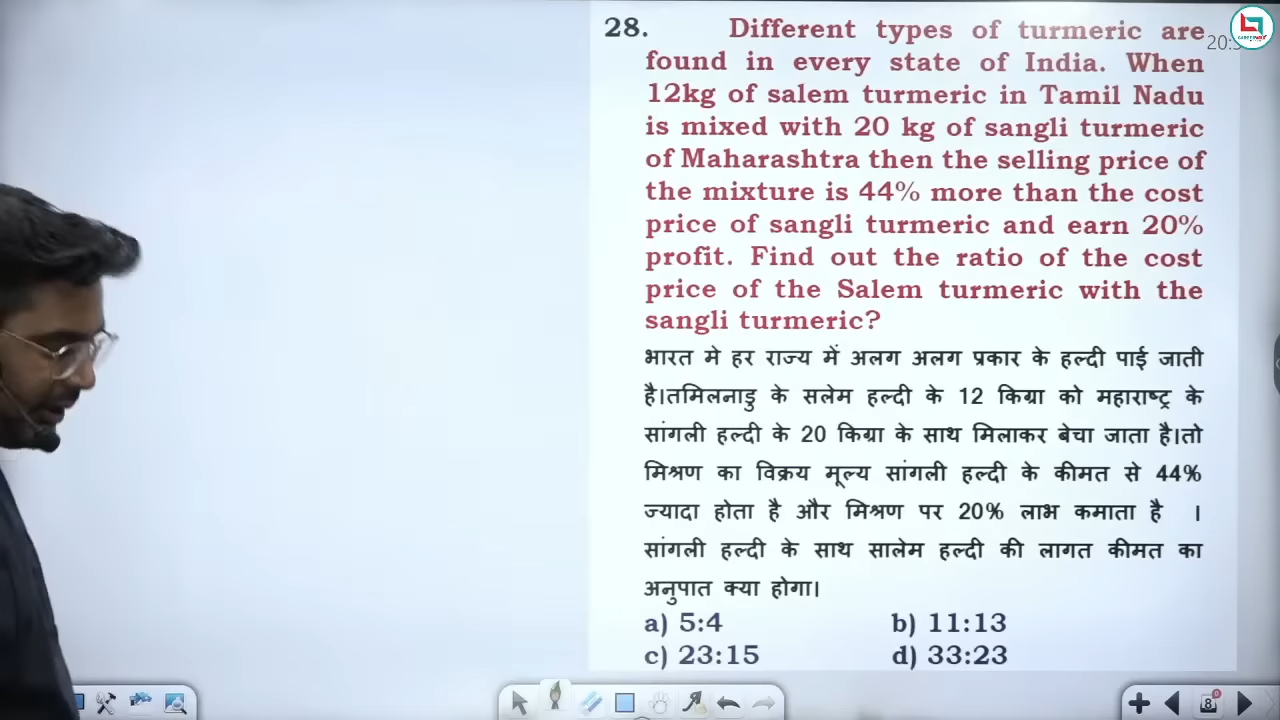 28. Different types of turmeric are
found in every state of India. When
12kg of salem turmeric in Tamil Nadu
is mixed with 20 kg of sangli turmeric
of Maharashtra then the selling price of
the mixture is 44% more than the cost
price of sangli turmeric and earn 20%
profit. Find out the ratio of the cost
price of the Salem turmeric with the
sangli turmeric?
भारत मे हर राज्य में अलग अलग प्रकार के हल्दी पाई जाती
है।तमिलनाडु के सलेम हल्दी के 12 किग्रा को महाराष्ट्र के
सांगली हल्दी के 20 किग्रा के साथ मिलाकर बेचा जाता है।तो
मिश्रण का विक्रय मूल्य सांगली हल्दी के कीमत से 44%
ज्यादा होता है और मिश्रण पर 20% लाभ कमाता है ।
सांगली हल्दी के साथ सालेम हल्दी की लागत कीमत का
अनुपात क्या होगा।
a) 5:4 b) 11:13
c) 23:15 d) 33:23